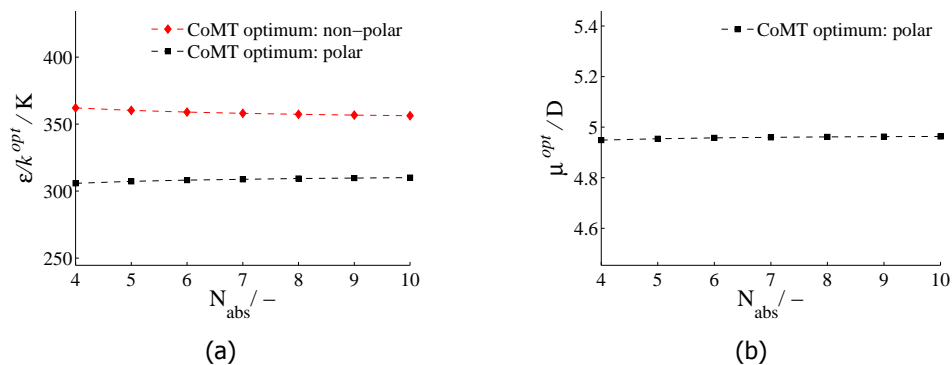 CoMT optimum: non−polar
CoMT optimum: polar
400
350
300
250
ε/k^opt / K
4 5 6 7 8 9 10
N_abs / −
(a)
CoMT optimum: polar
5.4
5.2
5
4.8
4.6
μ^opt / D
4 5 6 7 8 9 10
N_abs / −
(b)